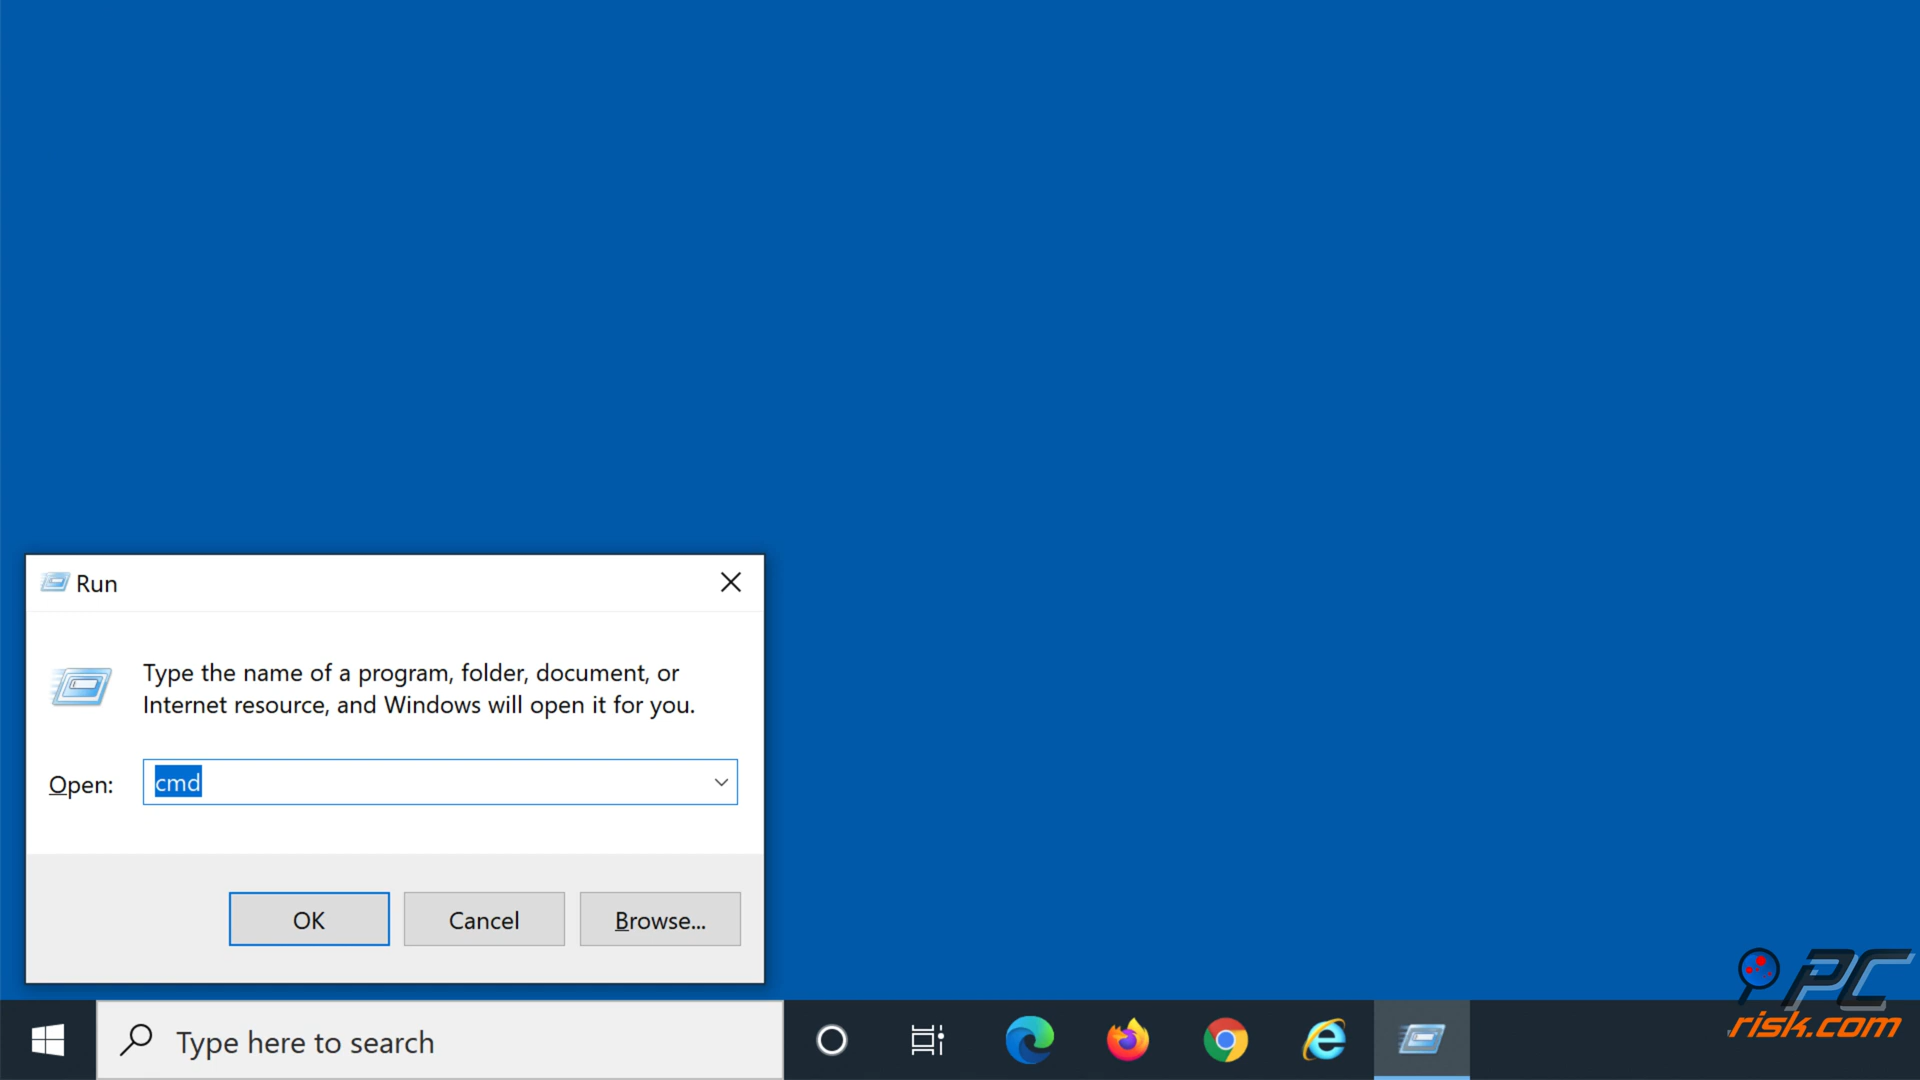 Run
Type the name of a program, folder, document, or
Internet resource, and Windows will open it for you.
Open:
cmd
OK
Cancel
Browse...
PC
risk.com
Type here to search